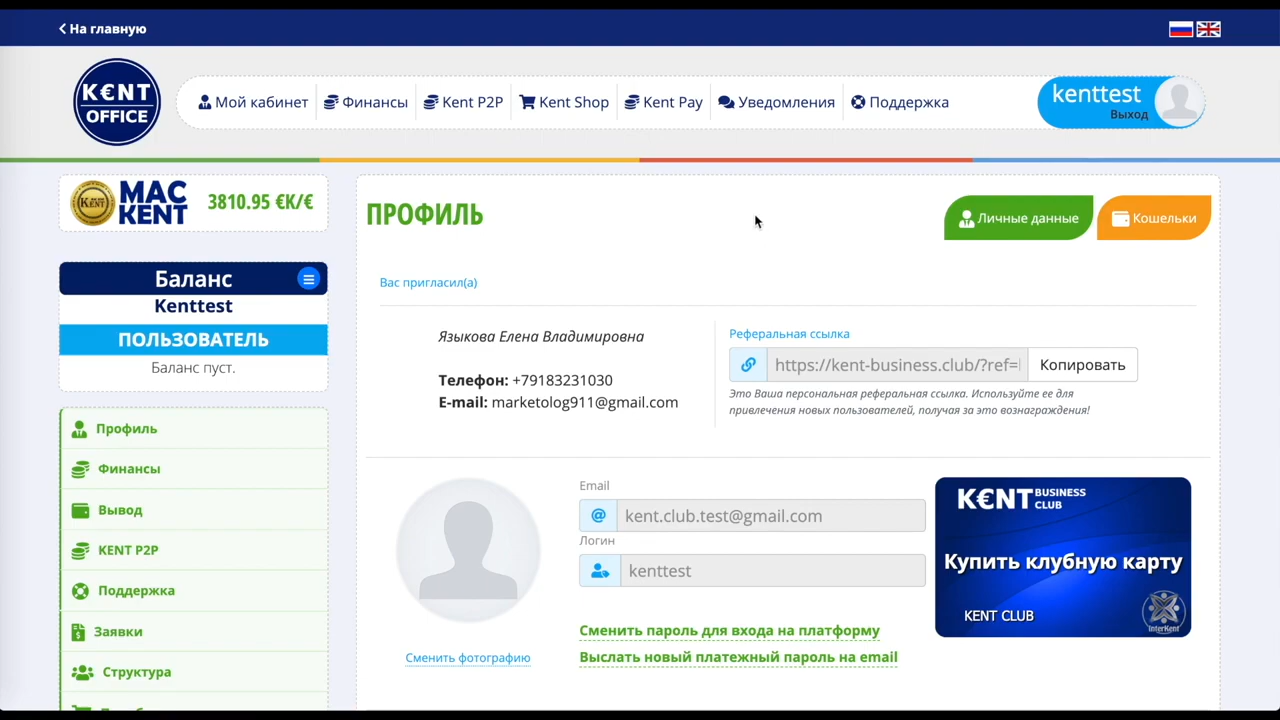 На главную
K€NT
OFFICE
Мой кабинет
Финансы
Kent P2P
Kent Shop
Kent Pay
Уведомления
Поддержка
kenttest
Выход
KENT
MAC
KENT
3810.95 €K/€
ПРОФИЛЬ
Личные данные
Кошельки
Баланс
Kenttest
ПОЛЬЗОВАТЕЛЬ
Баланс пуст.
Профиль
Финансы
Вывод
KENT P2P
Поддержка
Заявки
Структура
Вас пригласил(а)
Языкова Елена Владимировна
Телефон: +79183231030
E-mail: marketolog911@gmail.com
Реферальная ссылка
https://kent-business.club/?ref=
Копировать
Это Ваша персональная реферальная ссылка. Используйте ее для
привлечения новых пользователей, получая за это вознаграждения!
Сменить фотографию
Email
kent.club.test@gmail.com
Логин
kenttest
Сменить пароль для входа на платформу
Выслать новый платежный пароль на email
K€NT BUSINESS
CLUB
Купить клубную карту
KENT CLUB
InterKent